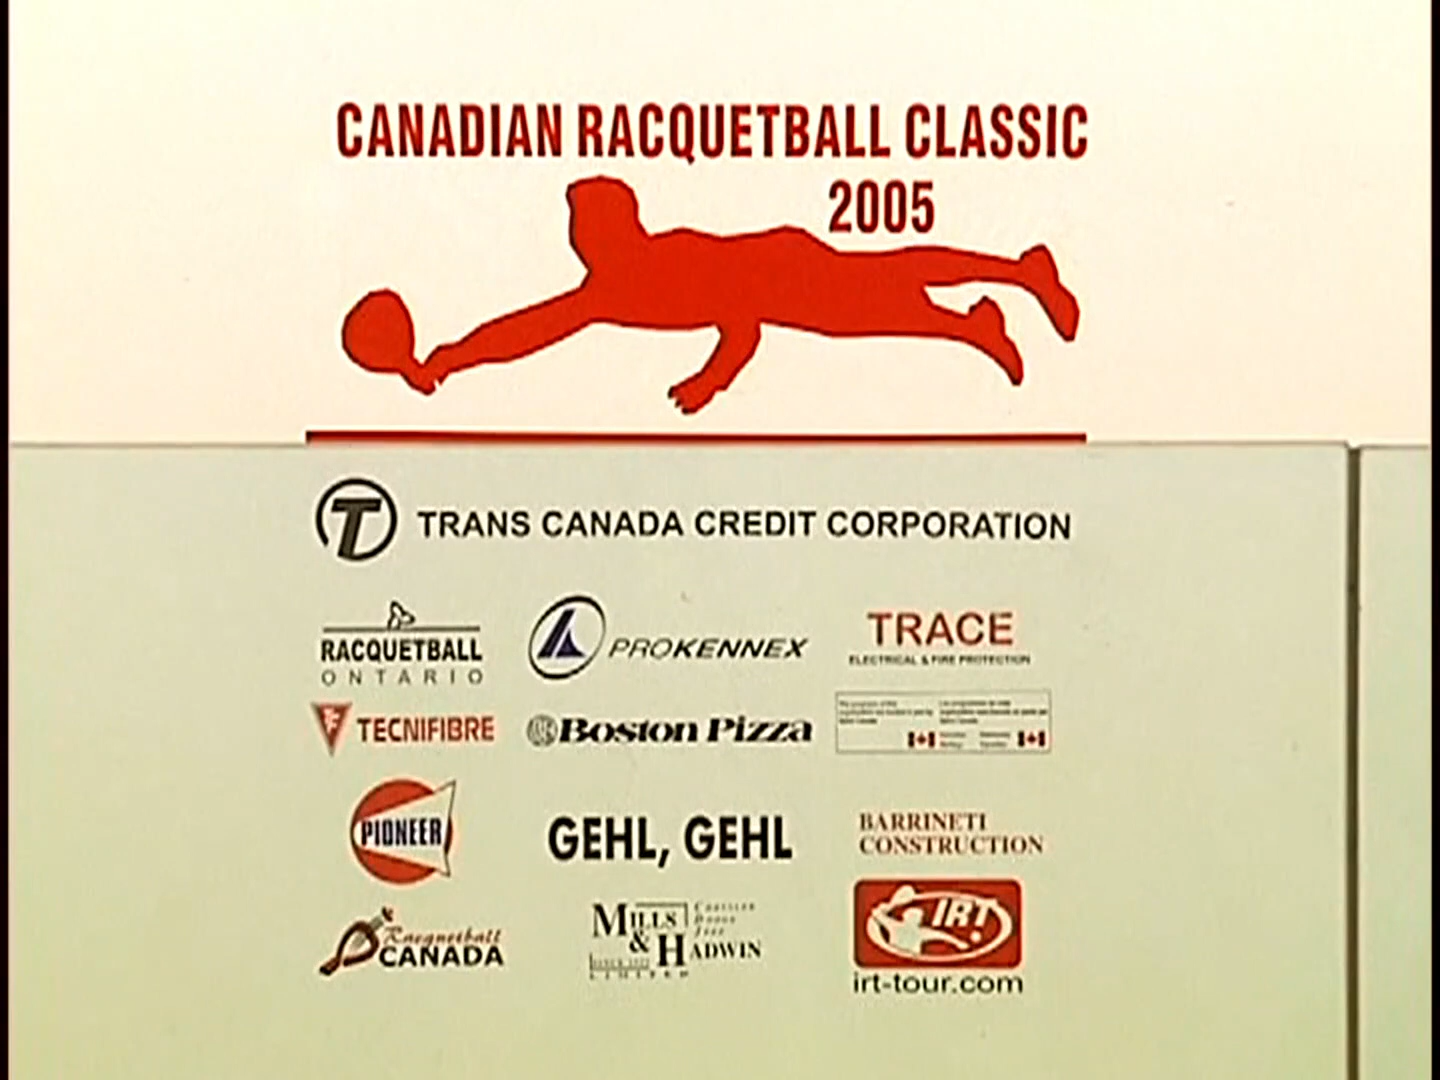 CANADIAN RACQUETBALL CLASSIC
2005
T TRANS CANADA CREDIT CORPORATION
RACQUETBALL
ONTARIO
PROKENNEX
TRACE
ELECTRICAL & FIRE PROTECTION
TECNIFIBRE
Boston Pizza
PIONEER
GEHL, GEHL
BARRINETI
CONSTRUCTION
Racquetball
CANADA
MILLS
& HADWIN
LIMITED
IRT
irt-tour.com